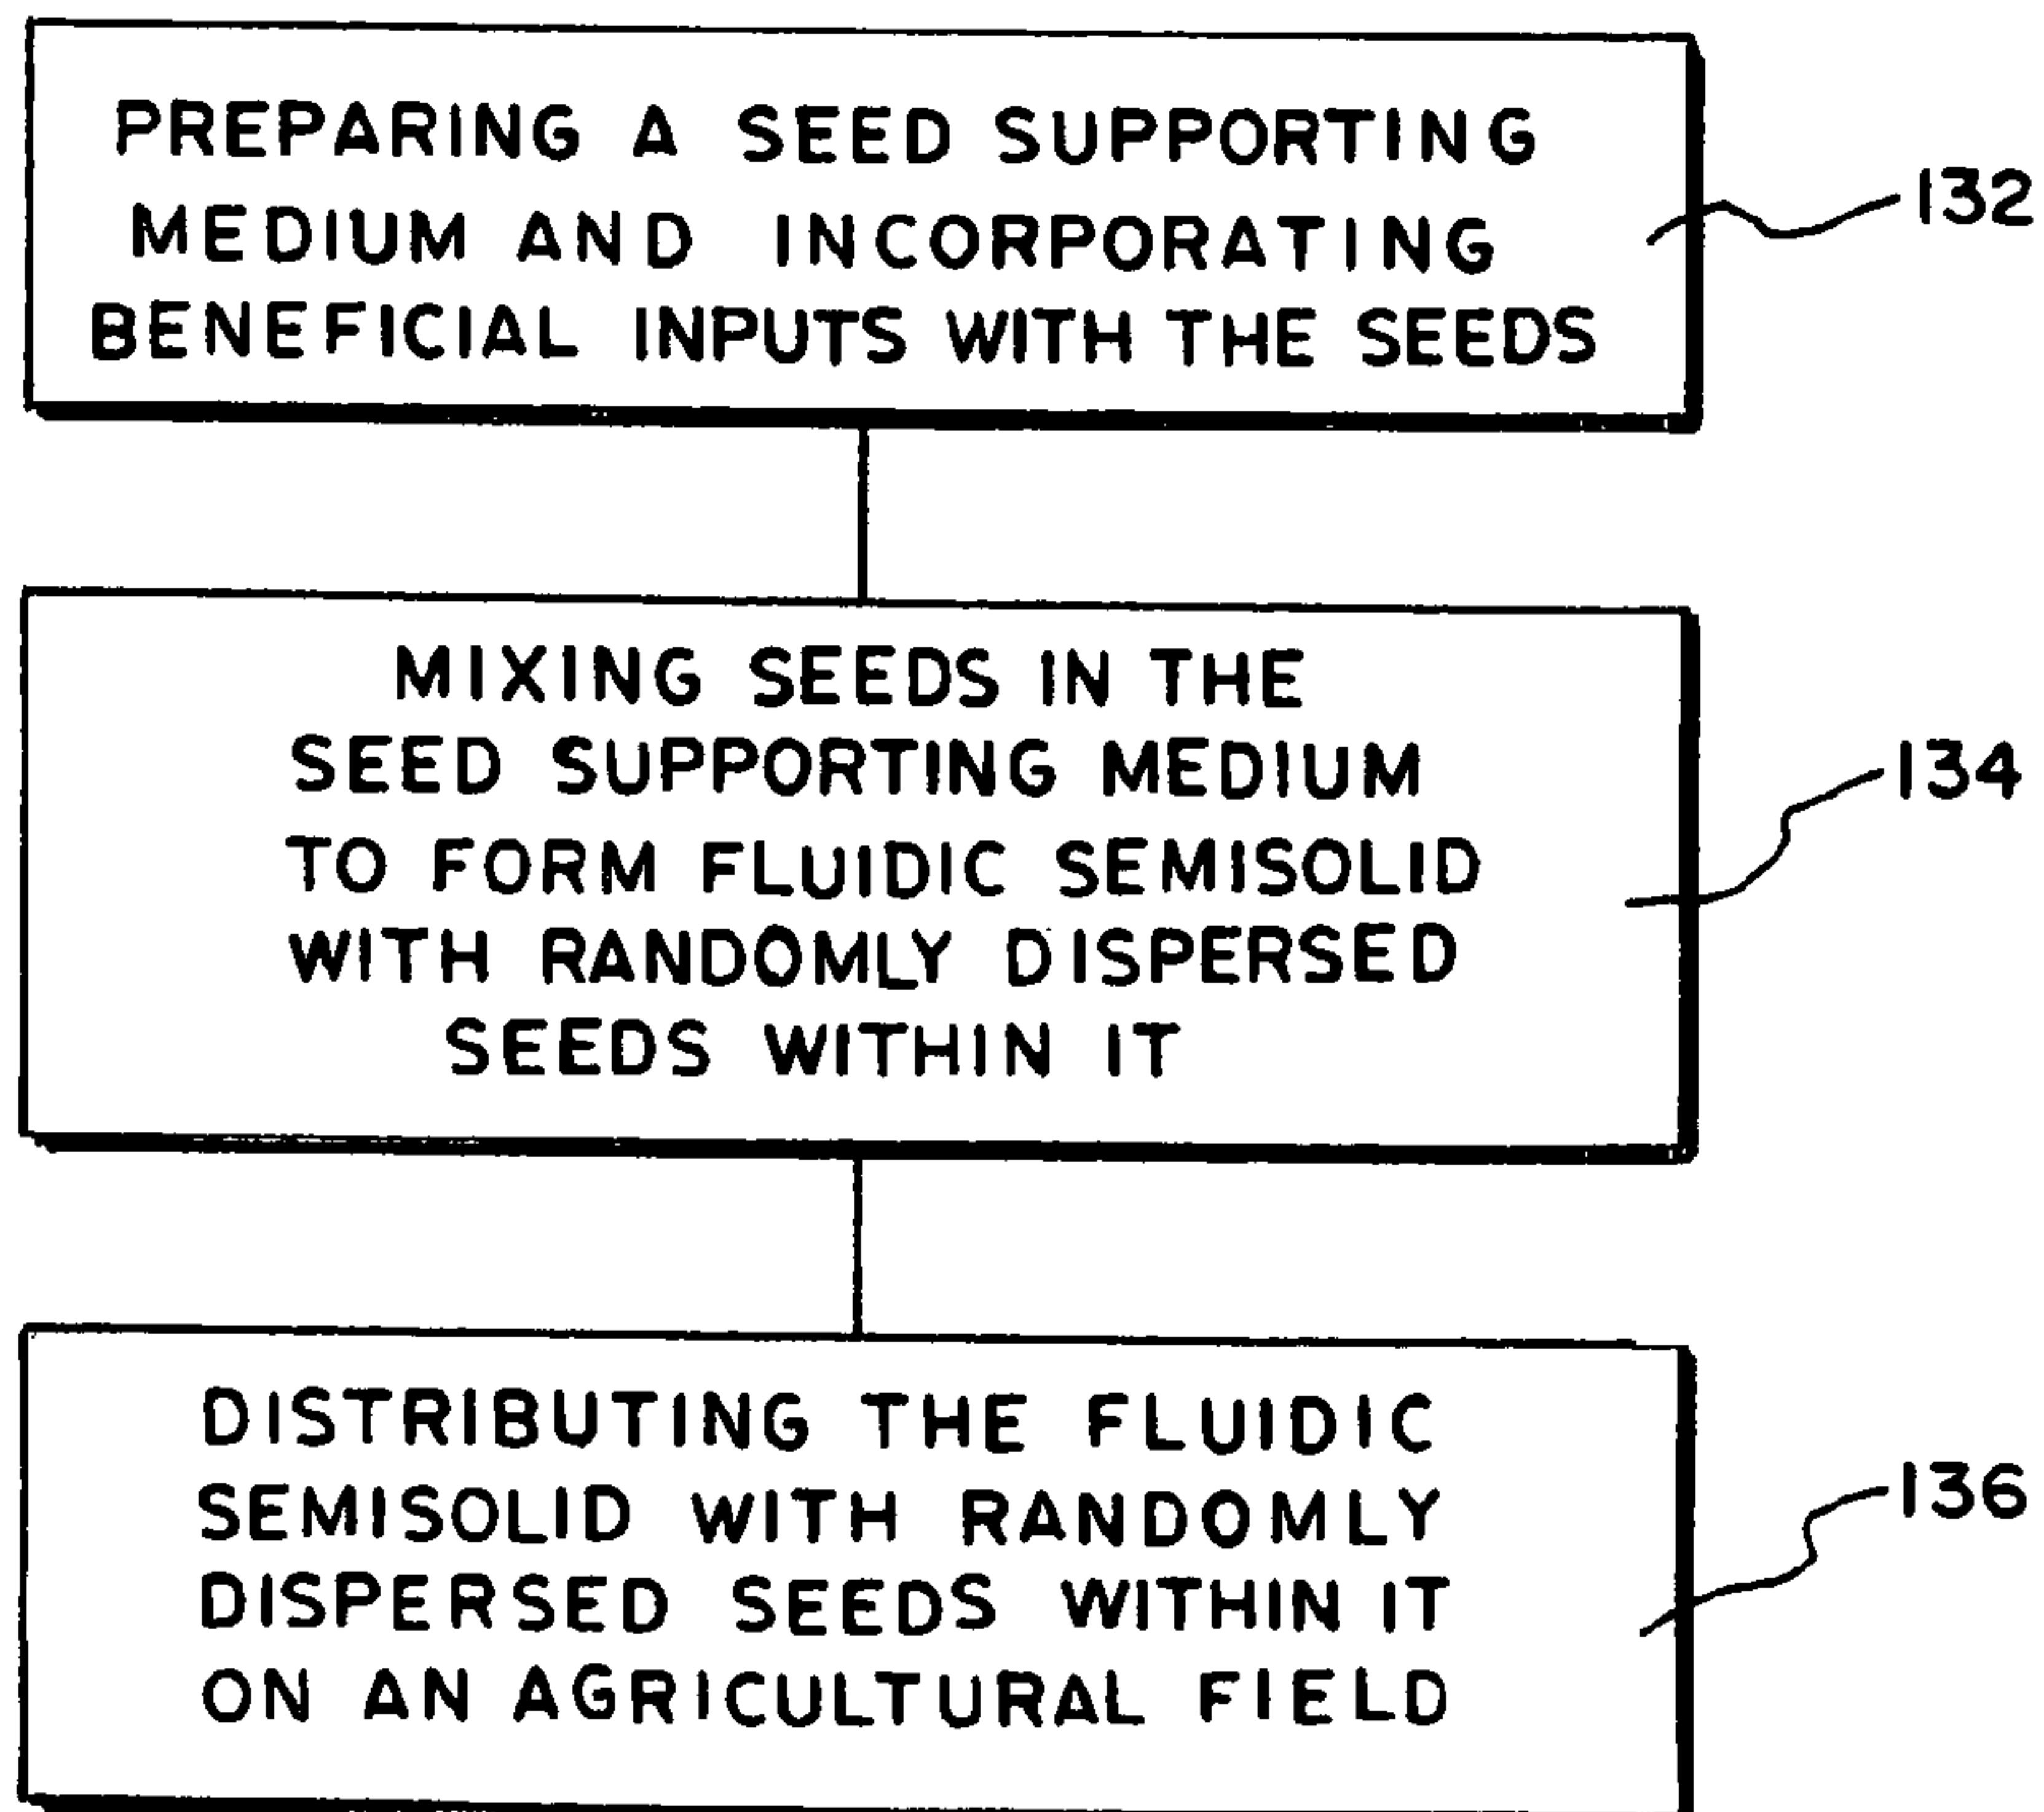 PREPARING A SEED SUPPORTING
MEDIUM AND INCORPORATING
BENEFICIAL INPUTS WITH THE SEEDS
132
MIXING SEEDS IN THE
SEED SUPPORTING MEDIUM
TO FORM FLUIDIC SEMISOLID
WITH RANDOMLY DISPERSED
SEEDS WITHIN IT
134
DISTRIBUTING THE FLUIDIC
SEMISOLID WITH RANDOMLY
DISPERSED SEEDS WITHIN IT
ON AN AGRICULTURAL FIELD
136